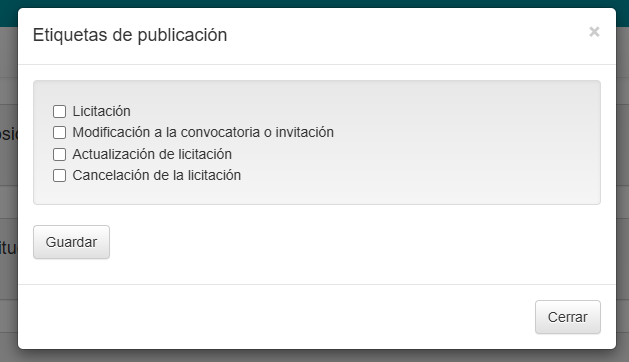 Etiquetas de publicación
×
Licitación
Modificación a la convocatoria o invitación
Actualización de licitación
Cancelación de la licitación
Guardar
Cerrar